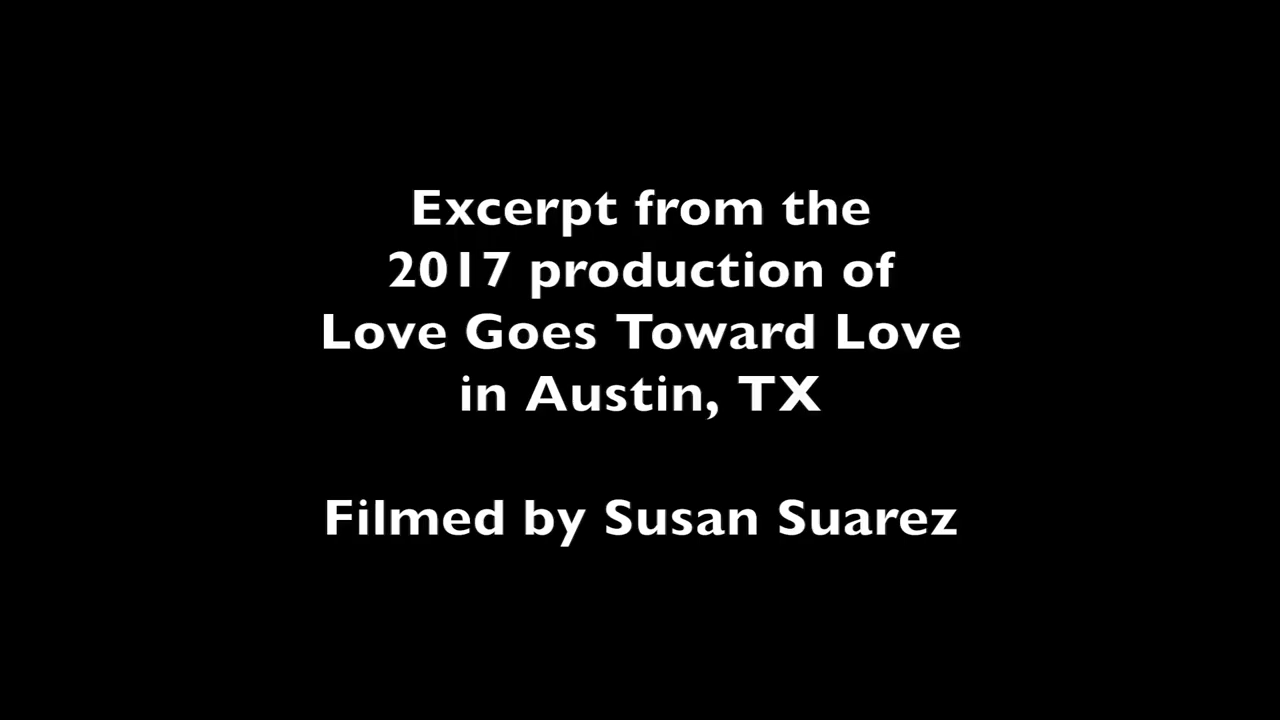 Excerpt from the
2017 production of
Love Goes Toward Love
in Austin, TX
Filmed by Susan Suarez